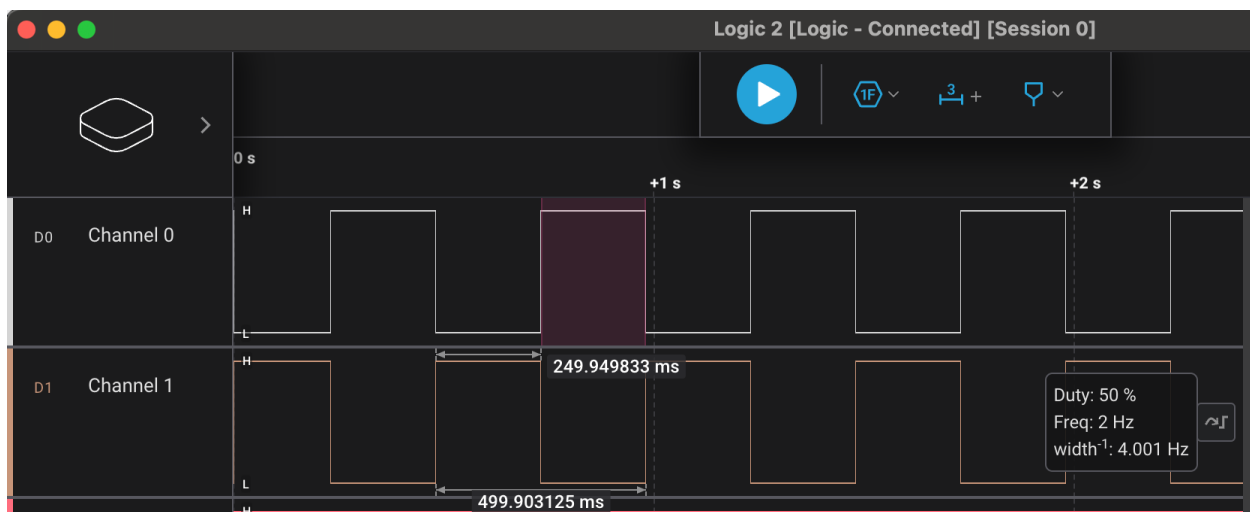 Logic 2 [Logic - Connected] [Session 0]
1F
3
+
0 s
+1 s
+2 s
D0 Channel 0
H
L
D1 Channel 1
H
249.949833 ms
Duty: 50 %
Freq: 2 Hz
width-1: 4.001 Hz
L
499.903125 ms
H